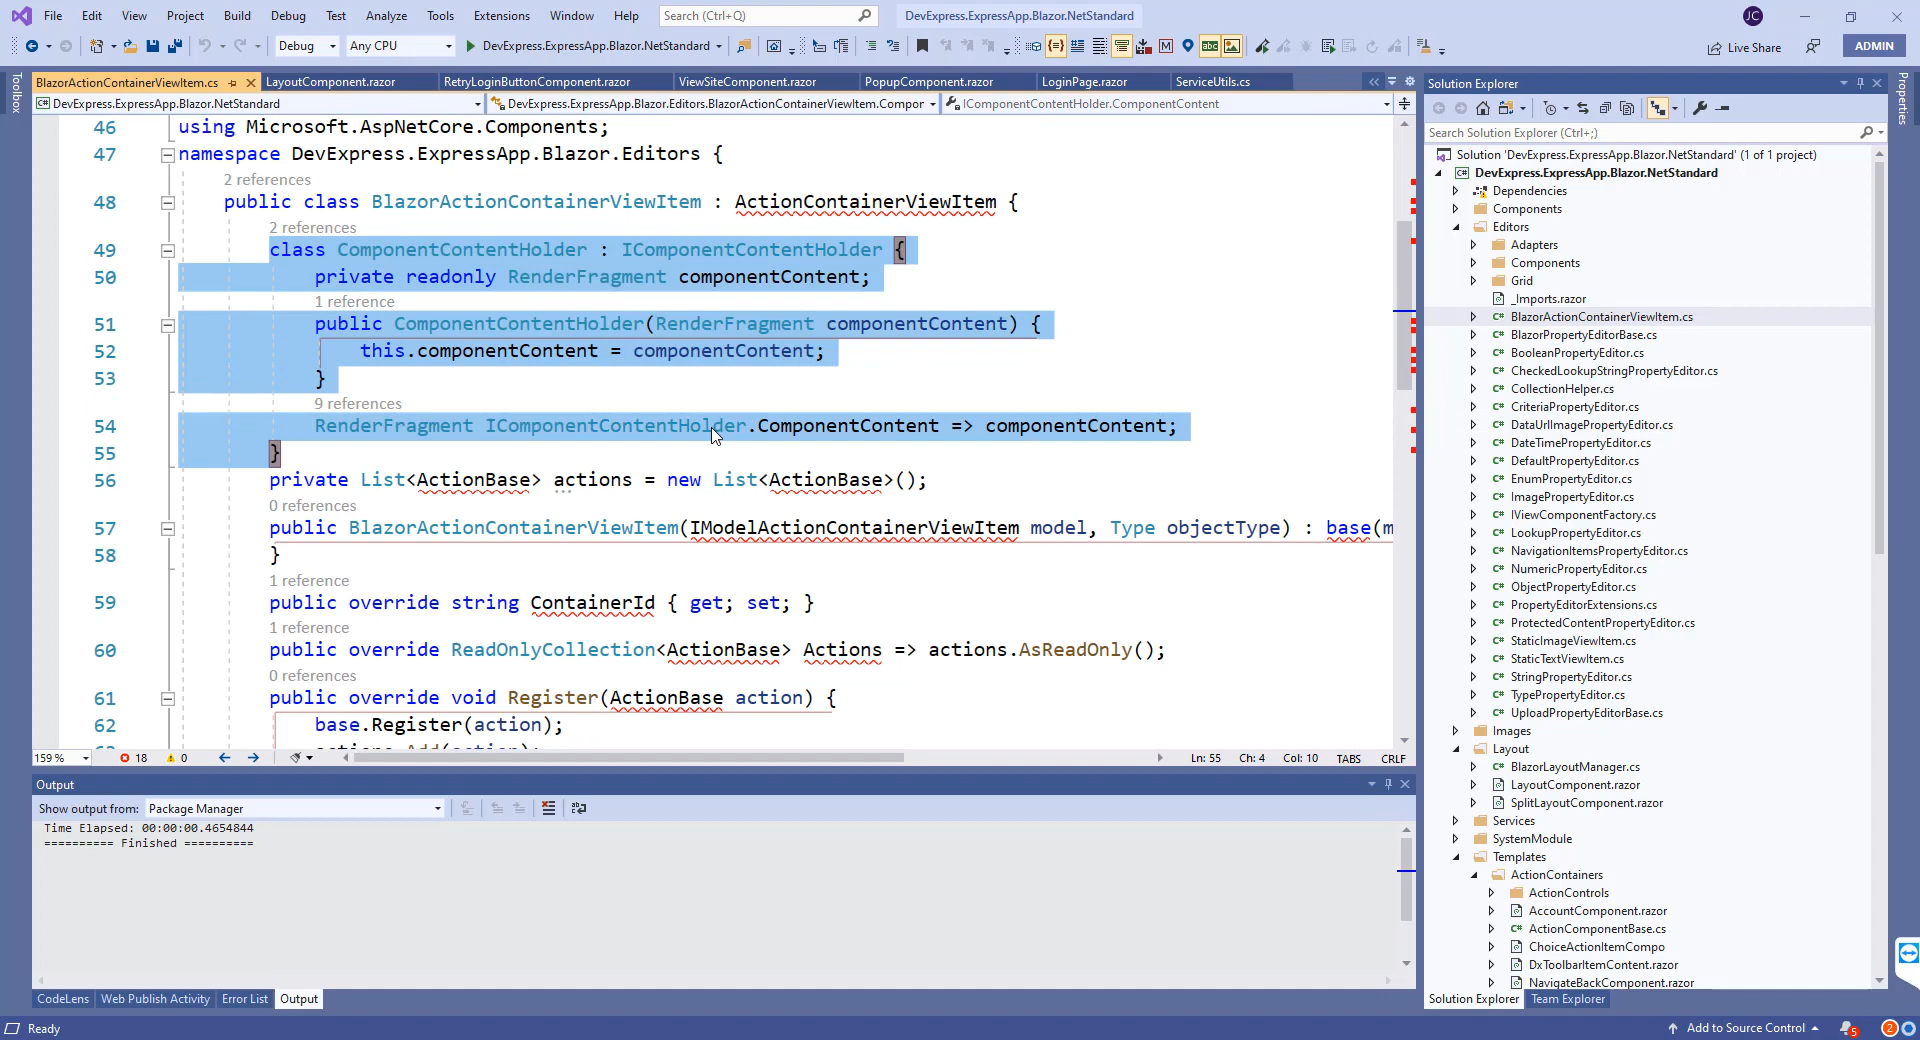 File Edit View Project Build Debug Test Analyze Tools Extensions Window Help Search (Ctrl+Q) DevExpress.ExpressApp.Blazor.NetStandard JC
Debug Any CPU DevExpress.ExpressApp.Blazor.NetStandard Live Share ADMIN
Toolbox
BlazorActionContainerViewItem.cs LayoutComponent.razor RetryLoginButtonComponent.razor ViewSiteComponent.razor PopupComponent.razor LoginPage.razor ServiceUtils.cs
DevExpress.ExpressApp.Blazor.NetStandard DevExpress.ExpressApp.Blazor.Editors.BlazorActionContainerViewItem.Compor IComponentContentHolder.ComponentContent
46 using Microsoft.AspNetCore.Components;
47 namespace DevExpress.ExpressApp.Blazor.Editors {
2 references
48 public class BlazorActionContainerViewItem : ActionContainerViewItem {
2 references
49 class ComponentContentHolder : IComponentContentHolder {
50 private readonly RenderFragment componentContent;
1 reference
51 public ComponentContentHolder(RenderFragment componentContent) {
52 this.componentContent = componentContent;
53 }
9 references
54 RenderFragment IComponentContentHolder.ComponentContent => componentContent;
55 }
56 private List<ActionBase> actions = new List<ActionBase>();
0 references
57 public BlazorActionContainerViewItem(IModelActionContainerViewItem model, Type objectType) : base(m
58 }
1 reference
59 public override string ContainerId { get; set; }
1 reference
60 public override ReadOnlyCollection<ActionBase> Actions => actions.AsReadOnly();
0 references
61 public override void Register(ActionBase action) {
62 base.Register(action);
159 % 18 0 Ln: 55 Ch: 4 Col: 10 TABS CRLF
Output
Show output from: Package Manager
Time Elapsed: 00:00:00.4654844
========== Finished ==========
CodeLens Web Publish Activity Error List Output
Ready
Solution Explorer
Search Solution Explorer (Ctrl+;)
Solution 'DevExpress.ExpressApp.Blazor.NetStandard' (1 of 1 project)
DevExpress.ExpressApp.Blazor.NetStandard
Dependencies
Components
Editors
Adapters
Components
Grid
_Imports.razor
BlazorActionContainerViewItem.cs
BlazorPropertyEditorBase.cs
BooleanPropertyEditor.cs
CheckedLookupStringPropertyEditor.cs
CollectionHelper.cs
CriteriaPropertyEditor.cs
DataUrlImagePropertyEditor.cs
DateTimePropertyEditor.cs
DefaultPropertyEditor.cs
EnumPropertyEditor.cs
ImagePropertyEditor.cs
IViewComponentFactory.cs
LookupPropertyEditor.cs
NavigationItemsPropertyEditor.cs
NumericPropertyEditor.cs
ObjectPropertyEditor.cs
PropertyEditorExtensions.cs
ProtectedContentPropertyEditor.cs
StaticImageViewItem.cs
StaticTextViewItem.cs
StringPropertyEditor.cs
TypePropertyEditor.cs
UploadPropertyEditorBase.cs
Images
Layout
BlazorLayoutManager.cs
LayoutComponent.razor
SplitLayoutComponent.razor
Services
SystemModule
Templates
ActionContainers
ActionControls
AccountComponent.razor
ActionComponentBase.cs
ChoiceActionItemCompo
DxToolbarItemContent.razor
NavigateBackComponent.razor
Solution Explorer Team Explorer
Properties
Add to Source Control 5 2